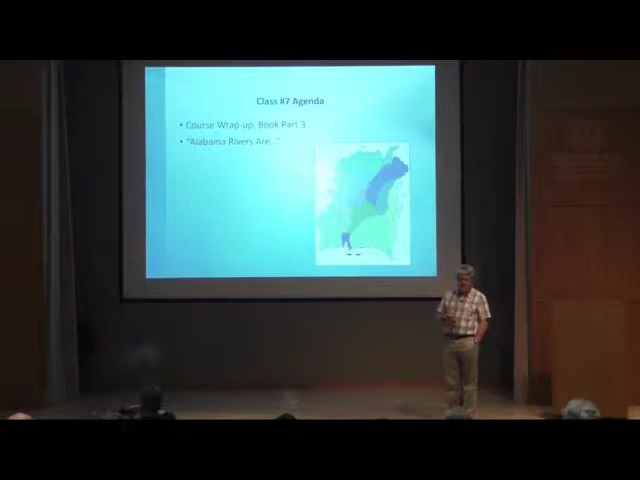 Class #7 Agenda
• Course Wrap-up, Book Part 3
• "Alabama Rivers Are..."